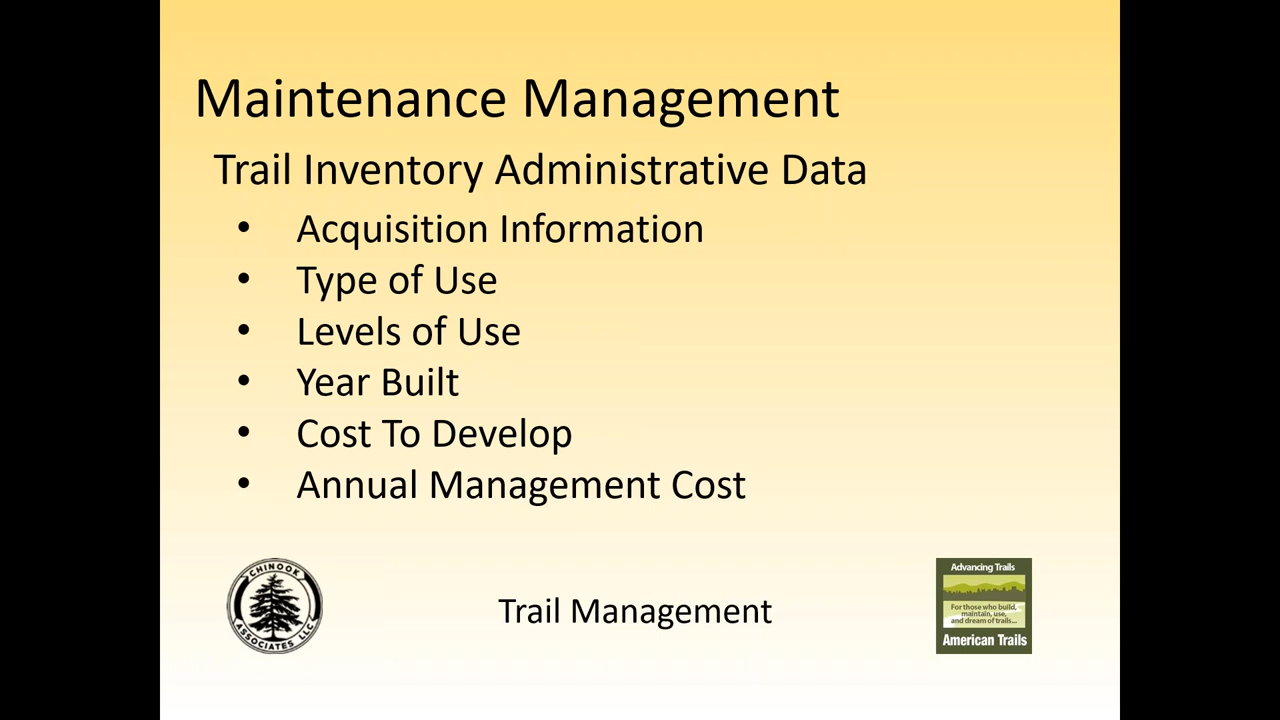 Maintenance Management
Trail Inventory Administrative Data
• Acquisition Information
• Type of Use
• Levels of Use
• Year Built
• Cost To Develop
• Annual Management Cost
CHINOOK
ASSOCIATES LLC
Trail Management
Advancing Trails
For those who build,
maintain, use,
and dream of trails...
American Trails